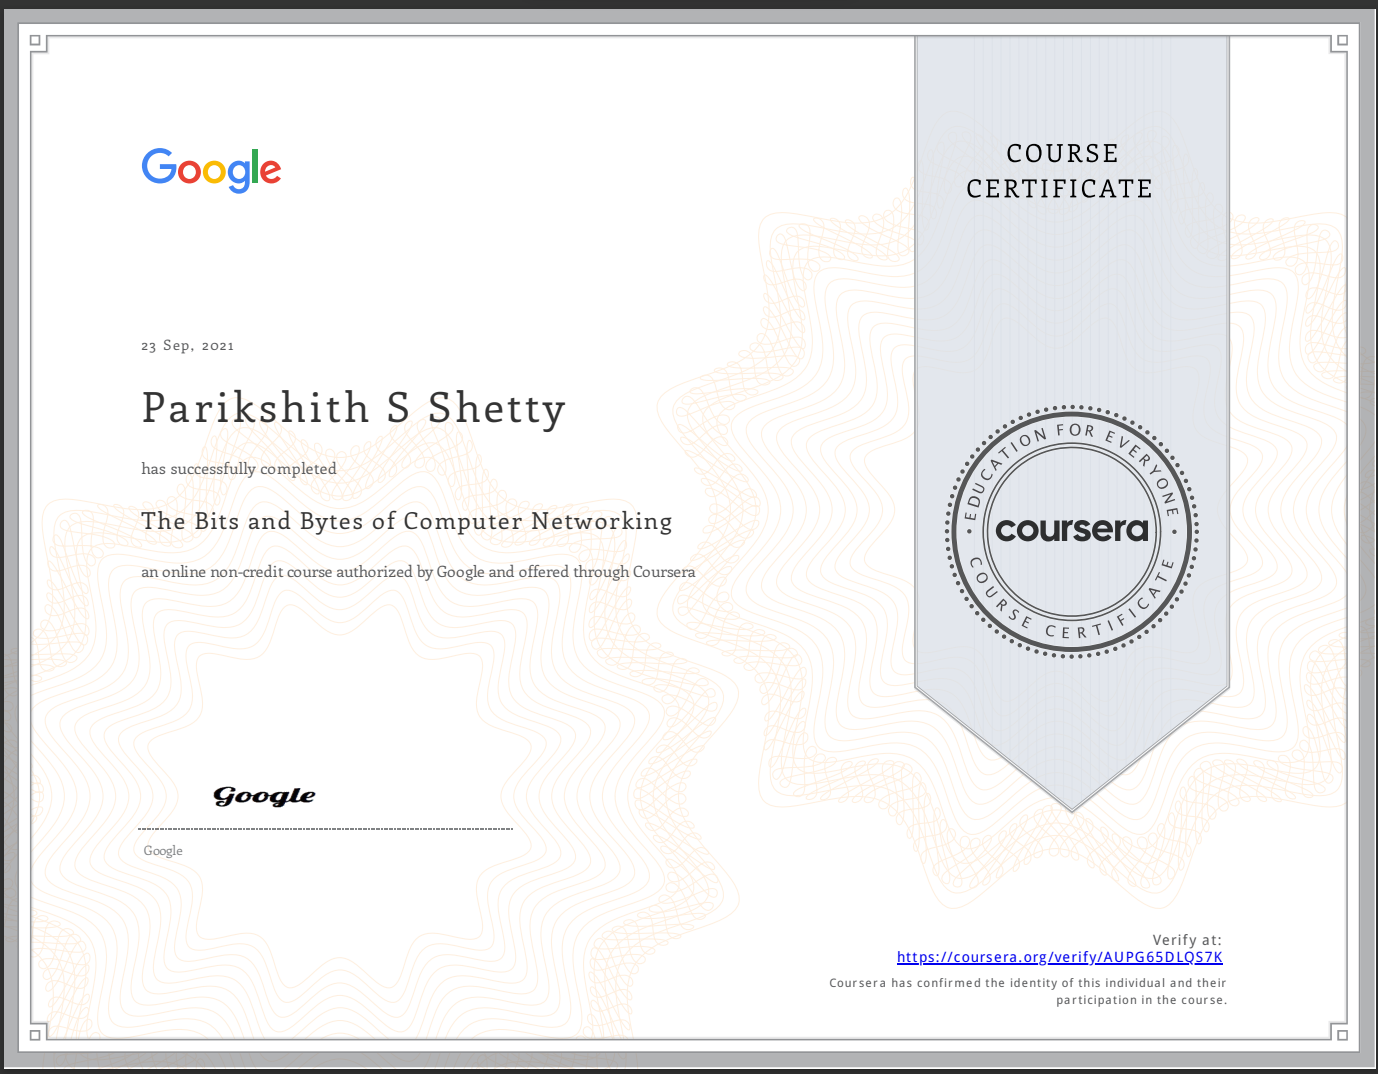 Google
COURSE
CERTIFICATE
23 Sep, 2021
Parikshith S Shetty
has successfully completed
The Bits and Bytes of Computer Networking
an online non-credit course authorized by Google and offered through Coursera
EDUCATION FOR EVERYONE
coursera
COURSE CERTIFICATE
Google
Google
Verify at:
https://coursera.org/verify/AUPG65DLQS7K
Coursera has confirmed the identity of this individual and their
participation in the course.